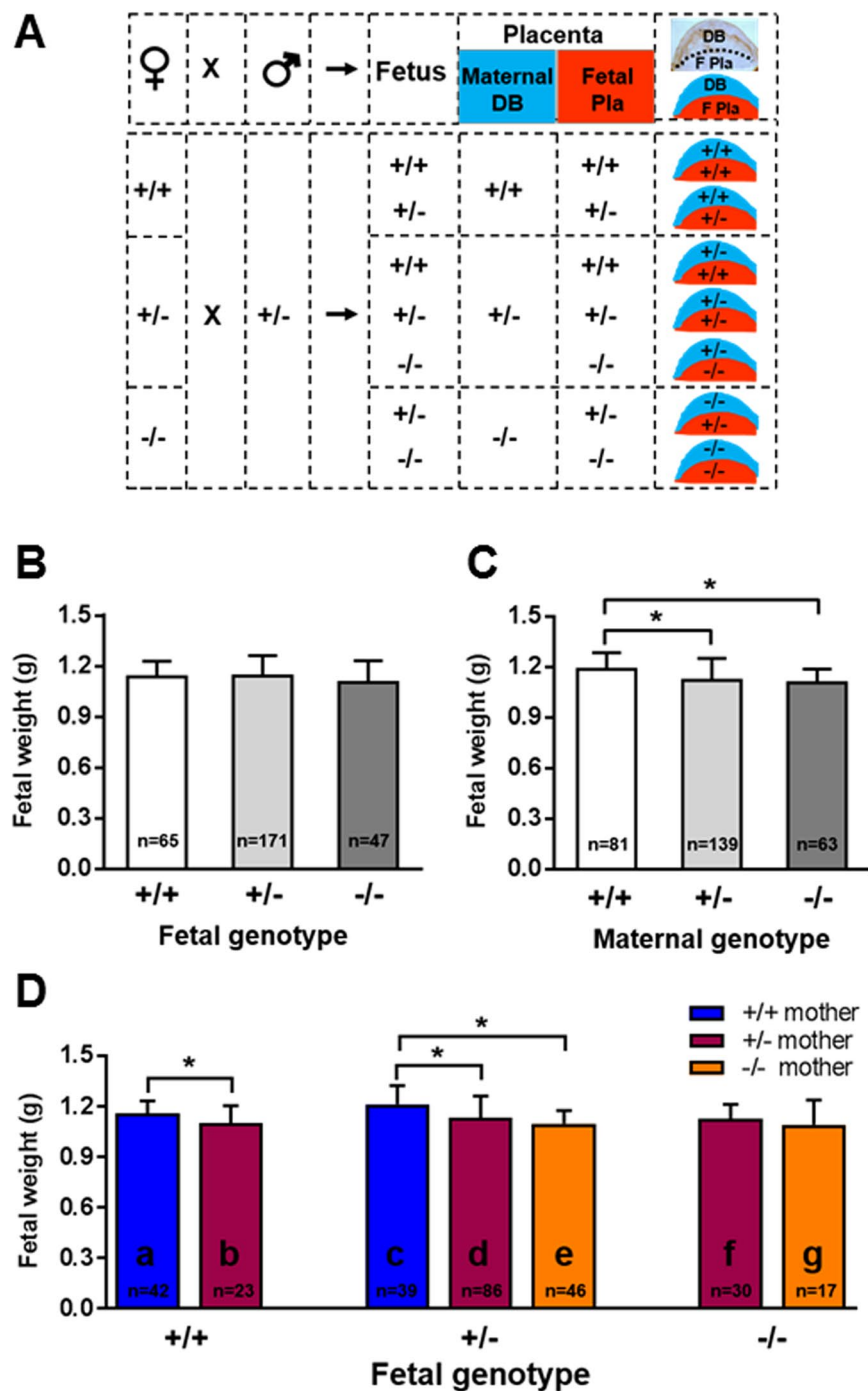 A
♀ X ♂ → Fetus
Placenta
Maternal DB
Fetal Pla
DB
F Pla
DB
F Pla
+/+
+/-
-/-
X
+/-
→
+/+
+/-
+/+
+/-
-/-
+/-
-/-
+/+
+/-
-/-
+/+
+/-
+/+
+/-
-/-
+/-
-/-
+/+
+/+
+/+
+/-
+/-
+/+
+/-
+/-
+/-
-/-
-/-
+/-
-/-
-/-
B
Fetal weight (g)
1.5
1.2
0.9
0.6
0.3
0.0
n=65 n=171 n=47
+/+ +/- -/-
Fetal genotype
C
Fetal weight (g)
1.5
1.2
0.9
0.6
0.3
0.0
*
*
n=81 n=139 n=63
+/+ +/- -/-
Maternal genotype
D
+/+ mother
+/- mother
-/- mother
Fetal weight (g)
1.5
1.2
0.9
0.6
0.3
0.0
* * *
a b c d e f g
n=42 n=23 n=39 n=86 n=46 n=30 n=17
+/+ +/- -/-
Fetal genotype